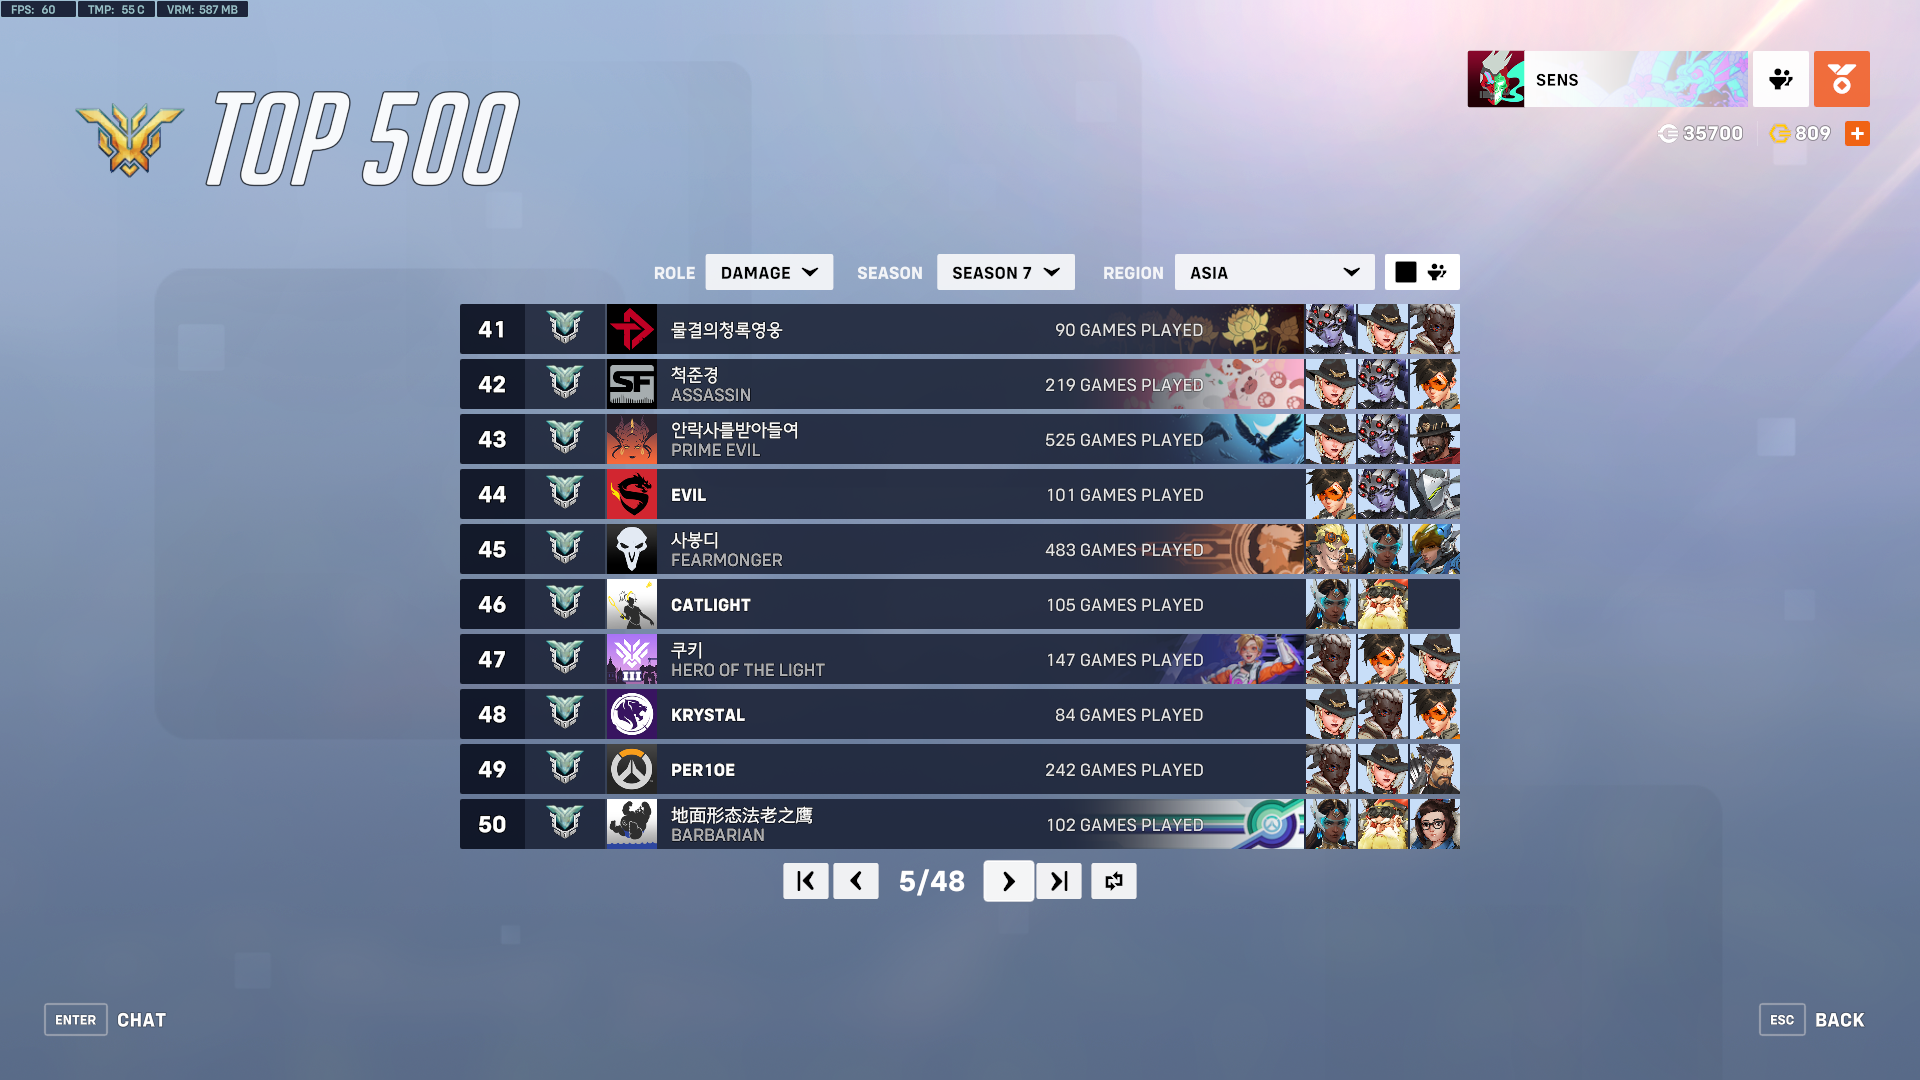 FPS: 60 TMP: 55 C VRM: 587 MB
TOP 500
SENS
35700 809
ROLE DAMAGE SEASON SEASON 7 REGION ASIA
41 물결의청록영웅 90 GAMES PLAYED
42 척준경 219 GAMES PLAYED
ASSASSIN
43 안락사를받아들여 525 GAMES PLAYED
PRIME EVIL
44 EVIL 101 GAMES PLAYED
45 사봉디 483 GAMES PLAYED
FEARMONGER
46 CATLIGHT 105 GAMES PLAYED
47 쿠키 147 GAMES PLAYED
HERO OF THE LIGHT
48 KRYSTAL 84 GAMES PLAYED
49 PER1OE 242 GAMES PLAYED
50 地面形态法老之鹰 102 GAMES PLAYED
BARBARIAN
5/48
ENTER CHAT
ESC BACK